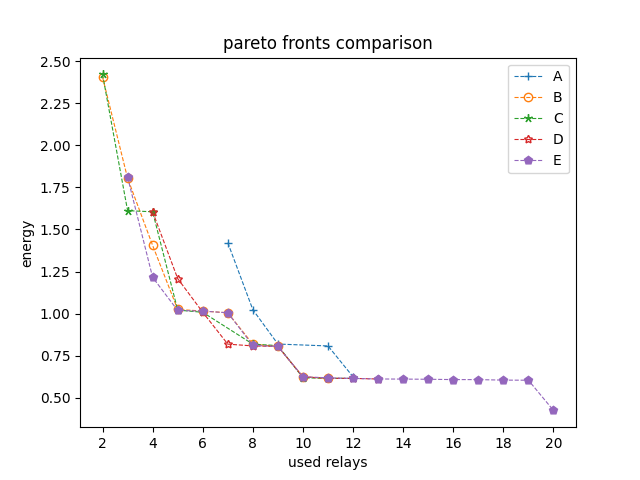 pareto fronts comparison
2.50
2.25
2.00
1.75
1.50
1.25
1.00
0.75
0.50
energy
A
B
C
D
E
2 4 6 8 10 12 14 16 18 20
used relays